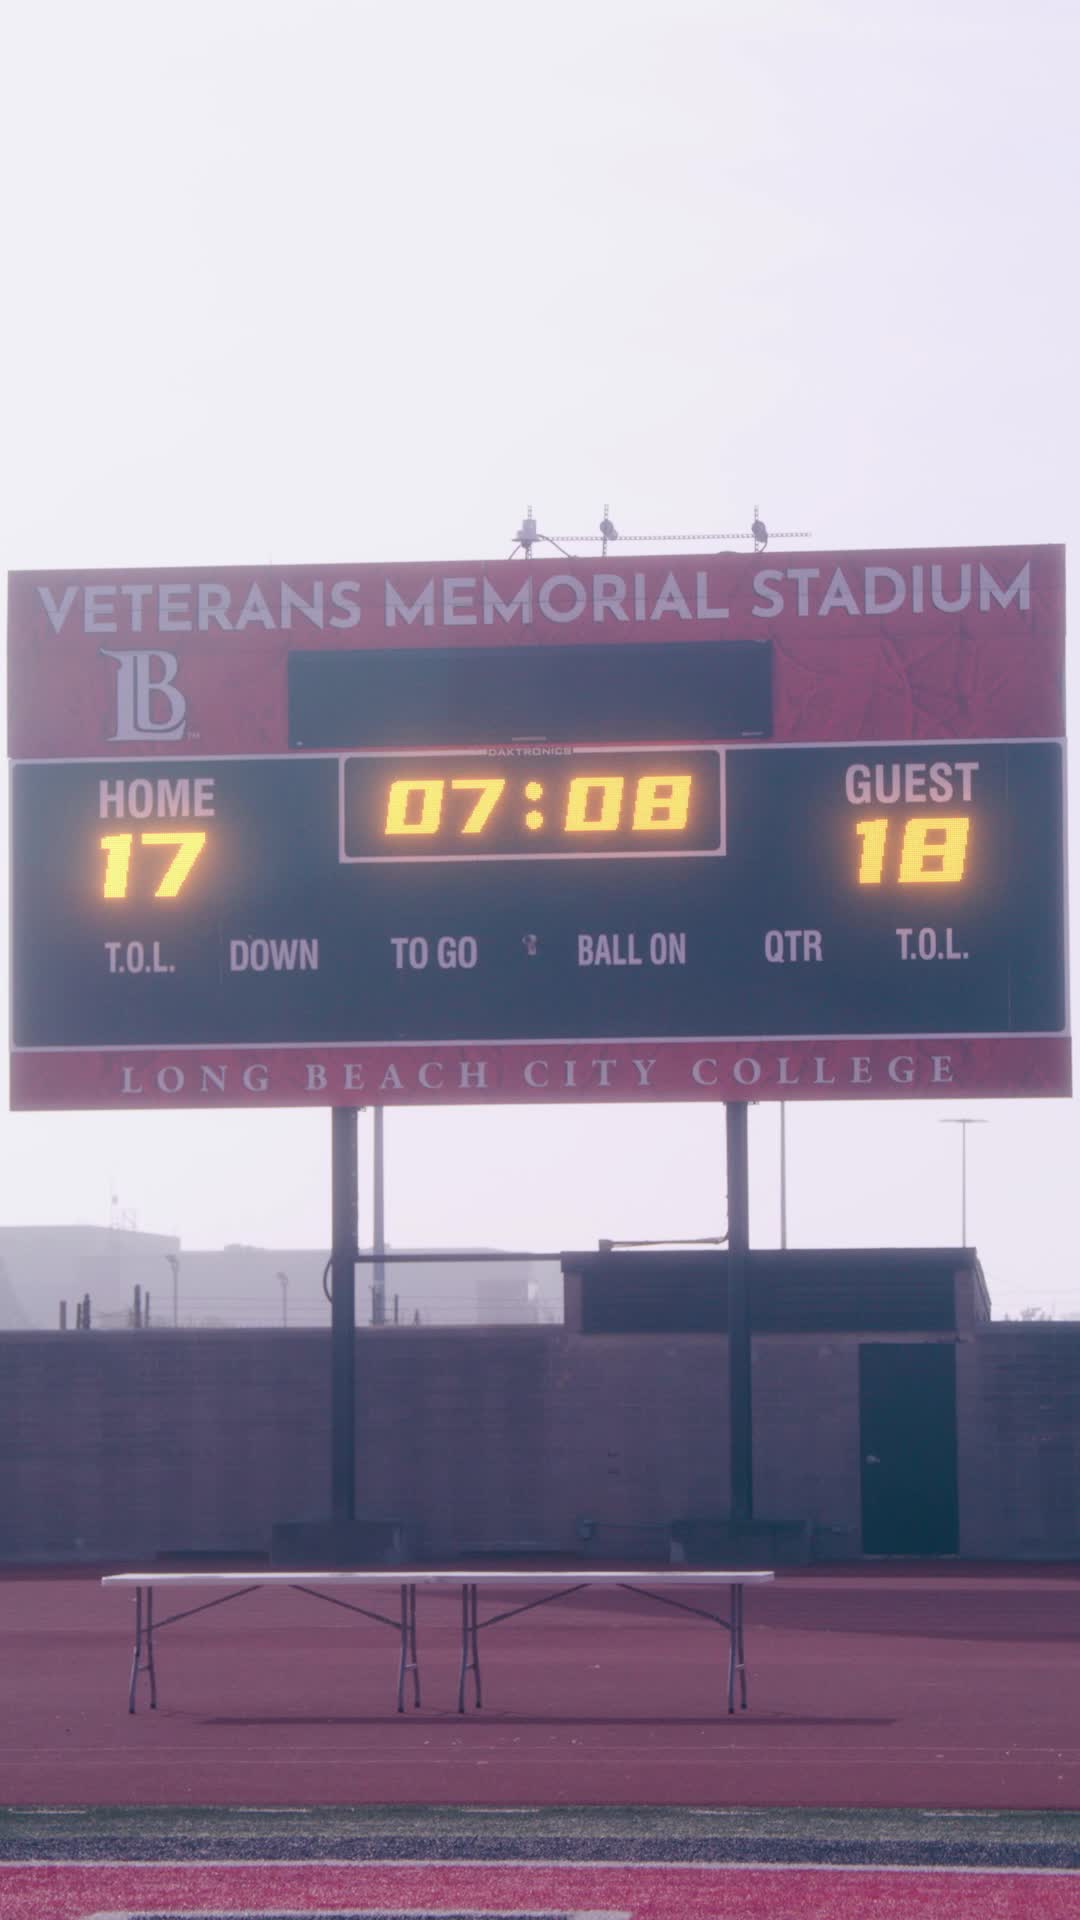 VETERANS MEMORIAL STADIUM
LB™
DAKTRONICS
HOME 07:08 GUEST
17 18
T.O.L. DOWN TO GO BALL ON QTR T.O.L.
LONG BEACH CITY COLLEGE